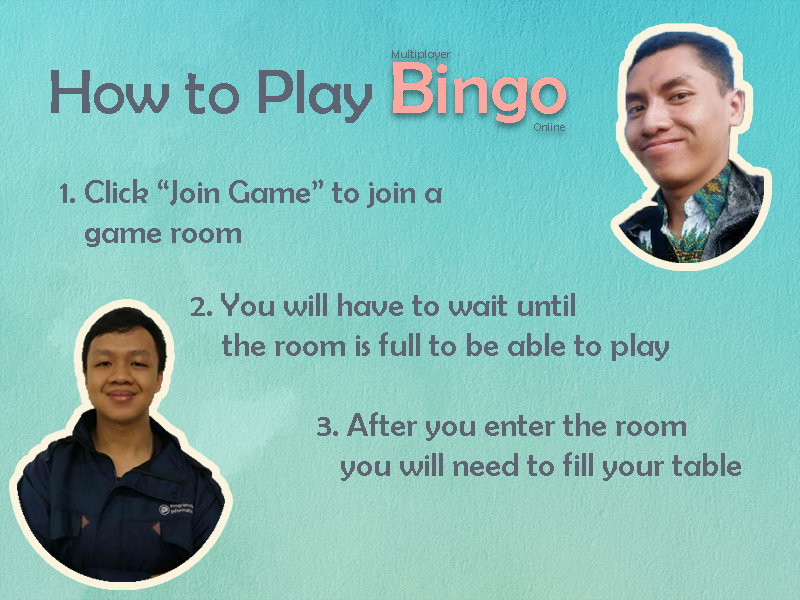 Multiplayer
How to Play Bingo
Online
1. Click “Join Game” to join a
game room
2. You will have to wait until
the room is full to be able to play
3. After you enter the room
you will need to fill your table